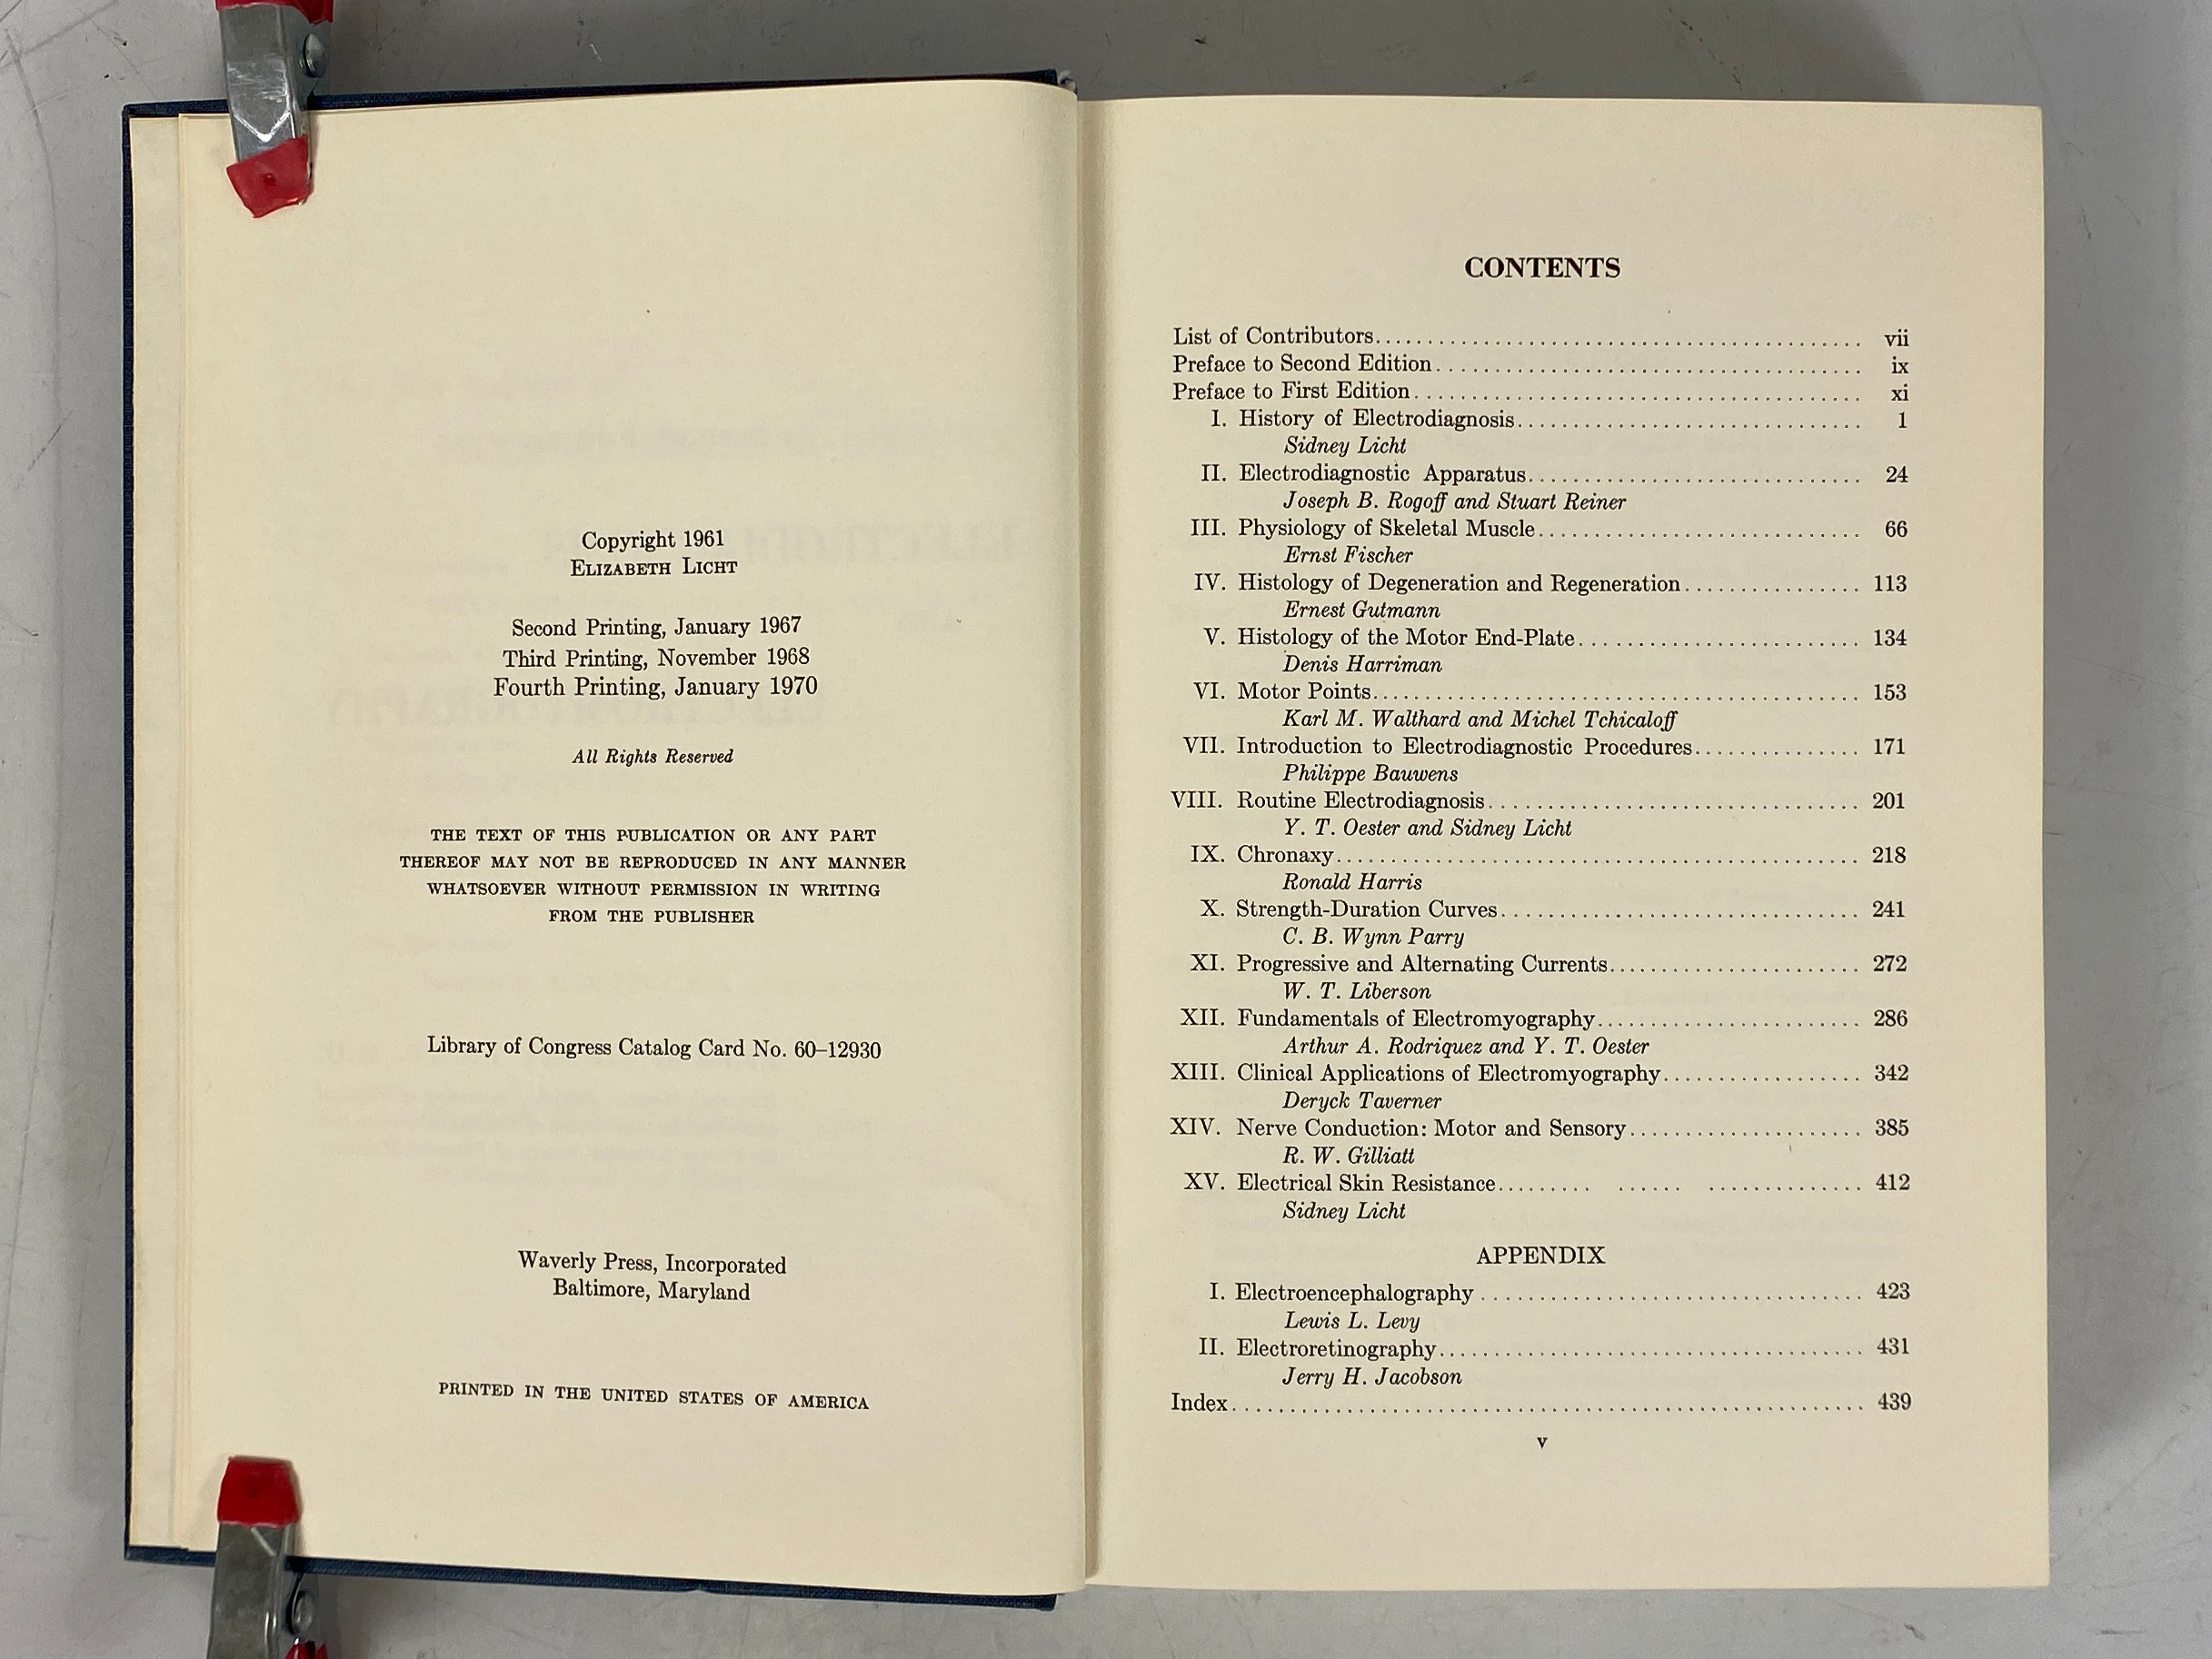 Copyright 1961
ELIZABETH LICHT
Second Printing, January 1967
Third Printing, November 1968
Fourth Printing, January 1970
All Rights Reserved
THE TEXT OF THIS PUBLICATION OR ANY PART
THEREOF MAY NOT BE REPRODUCED IN ANY MANNER
WHATSOEVER WITHOUT PERMISSION IN WRITING
FROM THE PUBLISHER
Library of Congress Catalog Card No. 60–12930
Waverly Press, Incorporated
Baltimore, Maryland
PRINTED IN THE UNITED STATES OF AMERICA
CONTENTS
List of Contributors........ vii
Preface to Second Edition........ ix
Preface to First Edition........ xi
I. History of Electrodiagnosis........ 1
Sidney Licht
II. Electrodiagnostic Apparatus........ 24
Joseph B. Rogoff and Stuart Reiner
III. Physiology of Skeletal Muscle........ 66
Ernst Fischer
IV. Histology of Degeneration and Regeneration........ 113
Ernest Gutmann
V. Histology of the Motor End-Plate........ 134
Denis Harriman
VI. Motor Points........ 153
Karl M. Walthard and Michel Tchicaloff
VII. Introduction to Electrodiagnostic Procedures........ 171
Philippe Bauwens
VIII. Routine Electrodiagnosis........ 201
Y. T. Oester and Sidney Licht
IX. Chronaxy........ 218
Ronald Harris
X. Strength-Duration Curves........ 241
C. B. Wynn Parry
XI. Progressive and Alternating Currents........ 272
W. T. Liberson
XII. Fundamentals of Electromyography........ 286
Arthur A. Rodriquez and Y. T. Oester
XIII. Clinical Applications of Electromyography........ 342
Deryck Taverner
XIV. Nerve Conduction: Motor and Sensory........ 385
R. W. Gilliatt
XV. Electrical Skin Resistance........ 412
Sidney Licht
APPENDIX
I. Electroencephalography........ 423
Lewis L. Levy
II. Electroretinography........ 431
Jerry H. Jacobson
Index........ 439
v